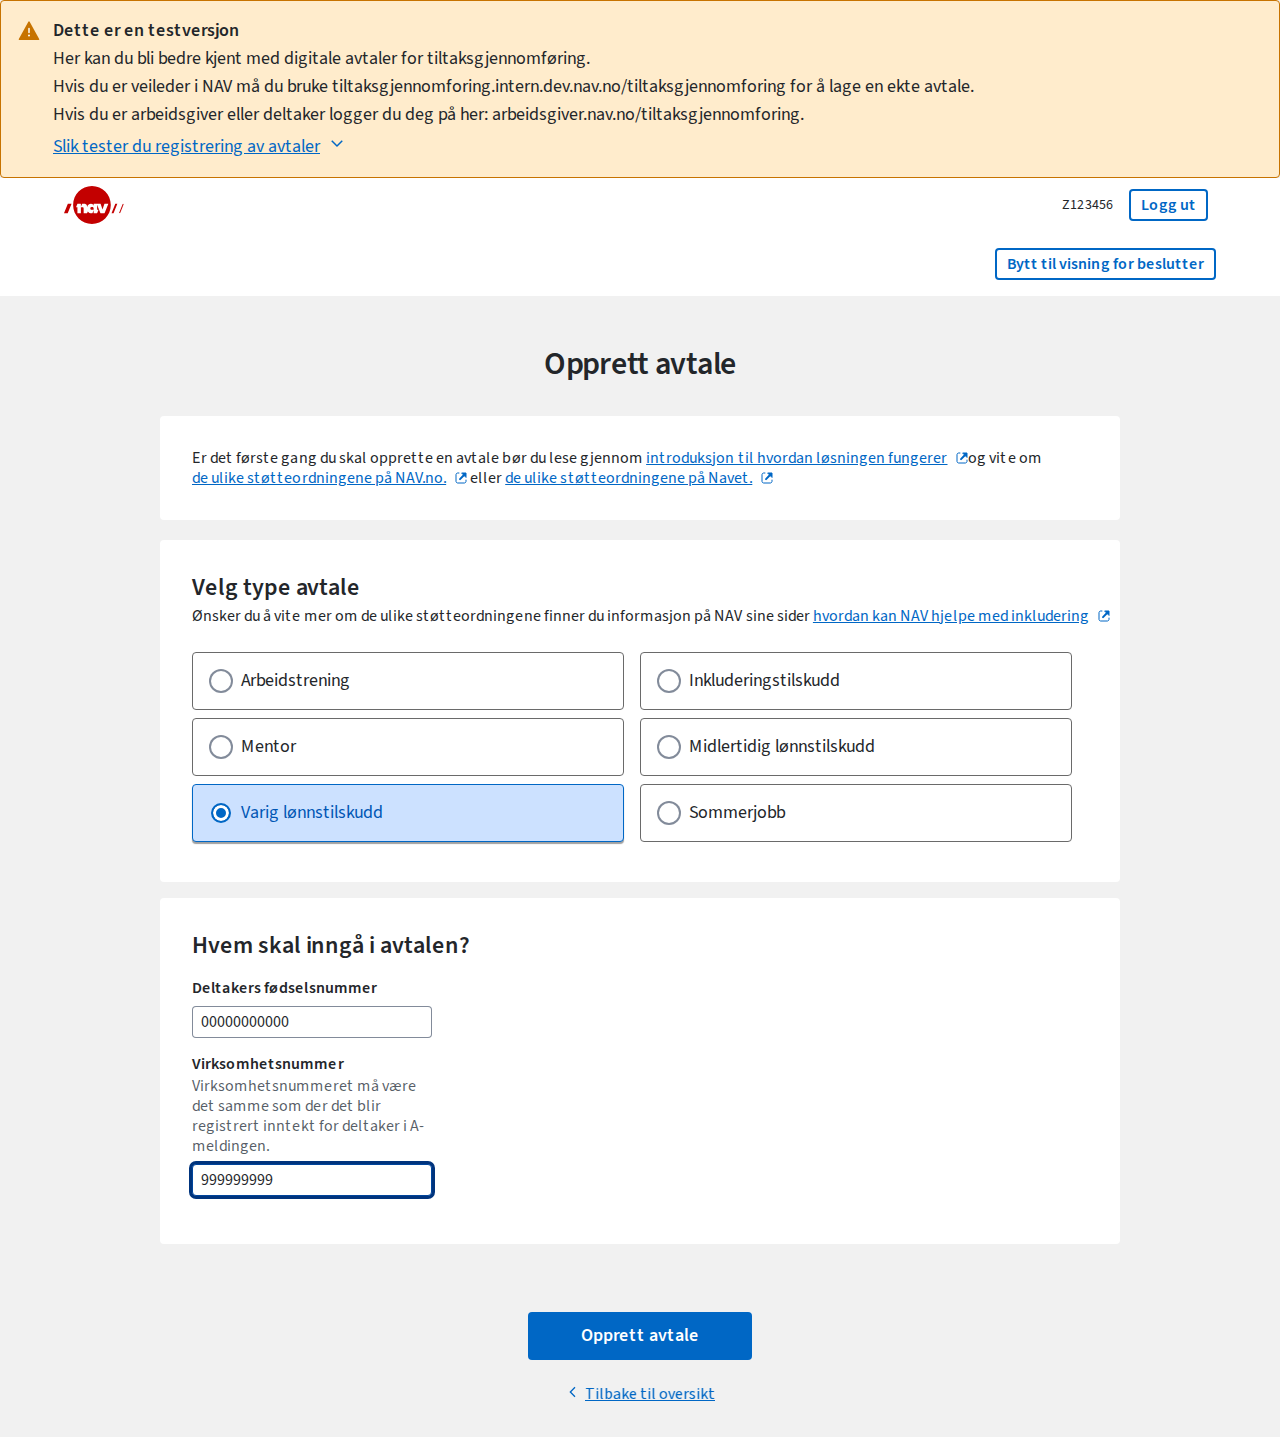 Dette er en testversjon
Her kan du bli bedre kjent med digitale avtaler for tiltaksgjennomføring.
Hvis du er veileder i NAV må du bruke tiltaksgjennomforing.intern.dev.nav.no/tiltaksgjennomforing for å lage en ekte avtale.
Hvis du er arbeidsgiver eller deltaker logger du deg på her: arbeidsgiver.nav.no/tiltaksgjennomforing.
Slik tester du registrering av avtaler
nav
Z123456
Logg ut
Bytt til visning for beslutter
Opprett avtale
Er det første gang du skal opprette en avtale bør du lese gjennom introduksjon til hvordan løsningen fungerer og vite om
de ulike støtteordningene på NAV.no. eller de ulike støtteordningene på Navet.
Velg type avtale
Ønsker du å vite mer om de ulike støtteordningene finner du informasjon på NAV sine sider hvordan kan NAV hjelpe med inkludering
Arbeidstrening
Inkluderingstilskudd
Mentor
Midlertidig lønnstilskudd
Varig lønnstilskudd
Sommerjobb
Hvem skal inngå i avtalen?
Deltakers fødselsnummer
00000000000
Virksomhetsnummer
Virksomhetsnummeret må være
det samme som der det blir
registrert inntekt for deltaker i A-
meldingen.
999999999
Opprett avtale
Tilbake til oversikt